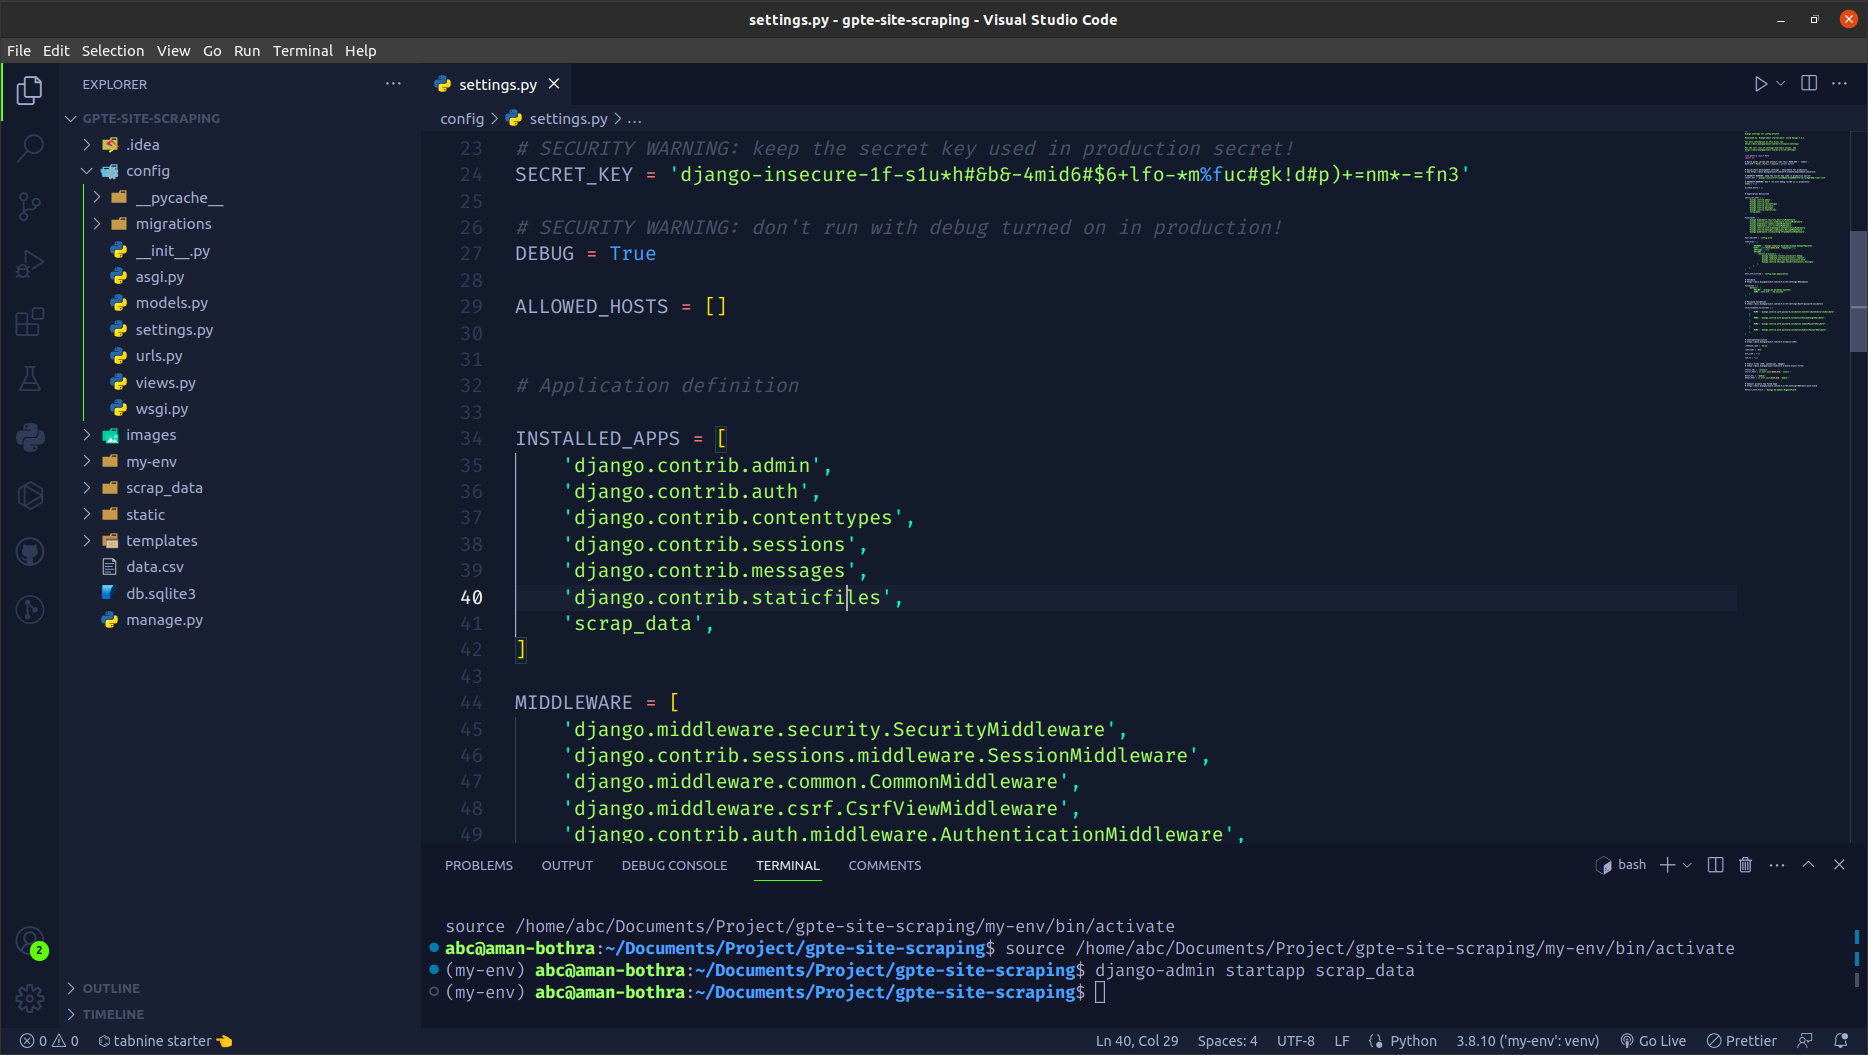 settings.py - gpte-site-scraping - Visual Studio Code
File Edit Selection View Go Run Terminal Help
EXPLORER
GPTE-SITE-SCRAPING
.idea
config
__pycache__
migrations
__init__.py
asgi.py
models.py
settings.py
urls.py
views.py
wsgi.py
images
my-env
scrap_data
static
templates
data.csv
db.sqlite3
manage.py
OUTLINE
TIMELINE
2
settings.py
config > settings.py > ...
23 # SECURITY WARNING: keep the secret key used in production secret!
24 SECRET_KEY = 'django-insecure-1f-s1u*h#&b&-4mid6#$6+lfo-*m%fuc#gk!d#p)+=nm*-=fn3'
25
26 # SECURITY WARNING: don't run with debug turned on in production!
27 DEBUG = True
28
29 ALLOWED_HOSTS = []
30
31
32 # Application definition
33
34 INSTALLED_APPS = [
35 'django.contrib.admin',
36 'django.contrib.auth',
37 'django.contrib.contenttypes',
38 'django.contrib.sessions',
39 'django.contrib.messages',
40 'django.contrib.staticfiles',
41 'scrap_data',
42 ]
43
44 MIDDLEWARE = [
45 'django.middleware.security.SecurityMiddleware',
46 'django.contrib.sessions.middleware.SessionMiddleware',
47 'django.middleware.common.CommonMiddleware',
48 'django.middleware.csrf.CsrfViewMiddleware',
49 'django.contrib.auth.middleware.AuthenticationMiddleware',
PROBLEMS OUTPUT DEBUG CONSOLE TERMINAL COMMENTS
bash
source /home/abc/Documents/Project/gpte-site-scraping/my-env/bin/activate
abc@aman-bothra:~/Documents/Project/gpte-site-scraping$ source /home/abc/Documents/Project/gpte-site-scraping/my-env/bin/activate
(my-env) abc@aman-bothra:~/Documents/Project/gpte-site-scraping$ django-admin startapp scrap_data
(my-env) abc@aman-bothra:~/Documents/Project/gpte-site-scraping$
0 0 tabnine starter Ln 40, Col 29 Spaces: 4 UTF-8 LF Python 3.8.10 ('my-env': venv) Go Live Prettier